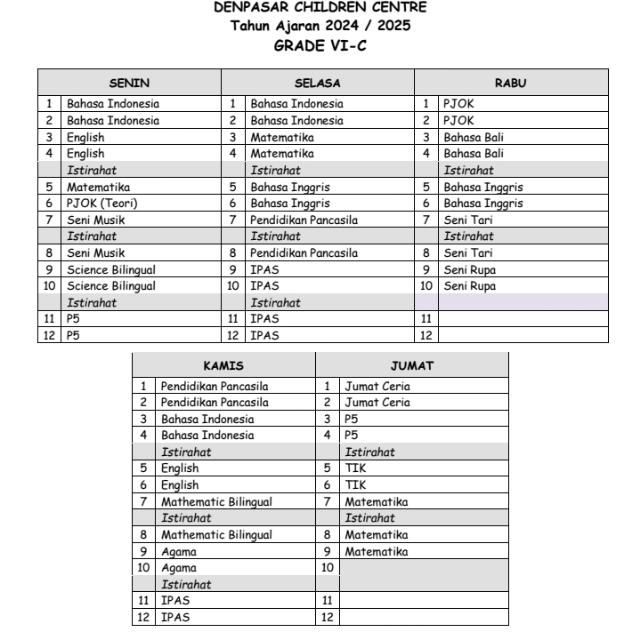 DENPASAR CHILDREN CENTRE
Tahun Ajaran 2024 / 2025
GRADE VI-C
SENIN SELASA RABU
1 Bahasa Indonesia 1 Bahasa Indonesia 1 PJOK
2 Bahasa Indonesia 2 Bahasa Indonesia 2 PJOK
3 English 3 Matematika 3 Bahasa Bali
4 English 4 Matematika 4 Bahasa Bali
Istirahat Istirahat Istirahat
5 Matematika 5 Bahasa Inggris 5 Bahasa Inggris
6 PJOK (Teori) 6 Bahasa Inggris 6 Bahasa Inggris
7 Seni Musik 7 Pendidikan Pancasila 7 Seni Tari
Istirahat Istirahat Istirahat
8 Seni Musik 8 Pendidikan Pancasila 8 Seni Tari
9 Science Bilingual 9 IPAS 9 Seni Rupa
10 Science Bilingual 10 IPAS 10 Seni Rupa
Istirahat Istirahat
11 P5 11 IPAS 11
12 P5 12 IPAS 12
KAMIS JUMAT
1 Pendidikan Pancasila 1 Jumat Ceria
2 Pendidikan Pancasila 2 Jumat Ceria
3 Bahasa Indonesia 3 P5
4 Bahasa Indonesia 4 P5
Istirahat Istirahat
5 English 5 TIK
6 English 6 TIK
7 Mathematic Bilingual 7 Matematika
Istirahat Istirahat
8 Mathematic Bilingual 8 Matematika
9 Agama 9 Matematika
10 Agama 10
Istirahat
11 IPAS 11
12 IPAS 12